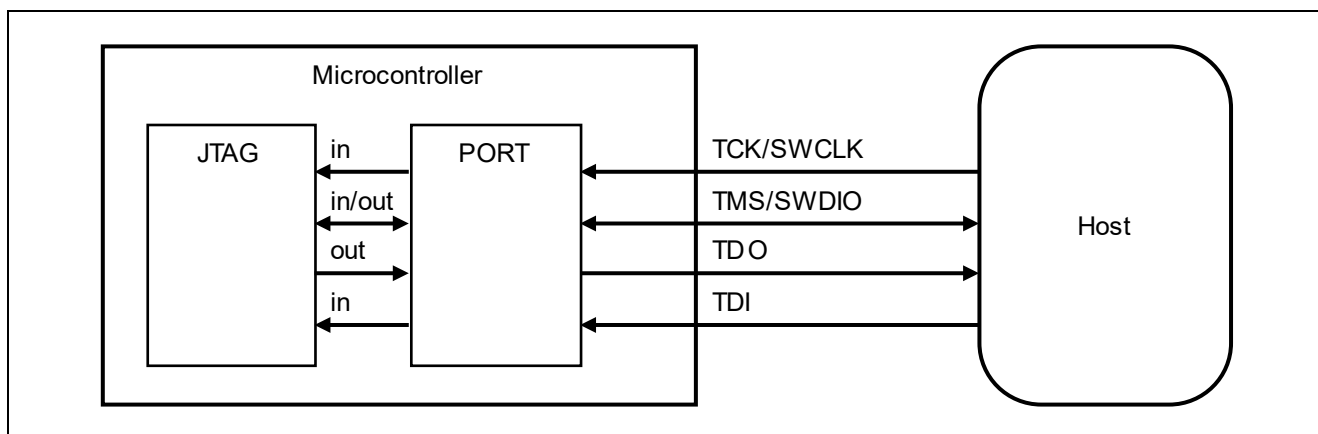 Microcontroller
JTAG
PORT
in
in/out
out
in
TCK/SWCLK
TMS/SWDIO
TDO
TDI
Host